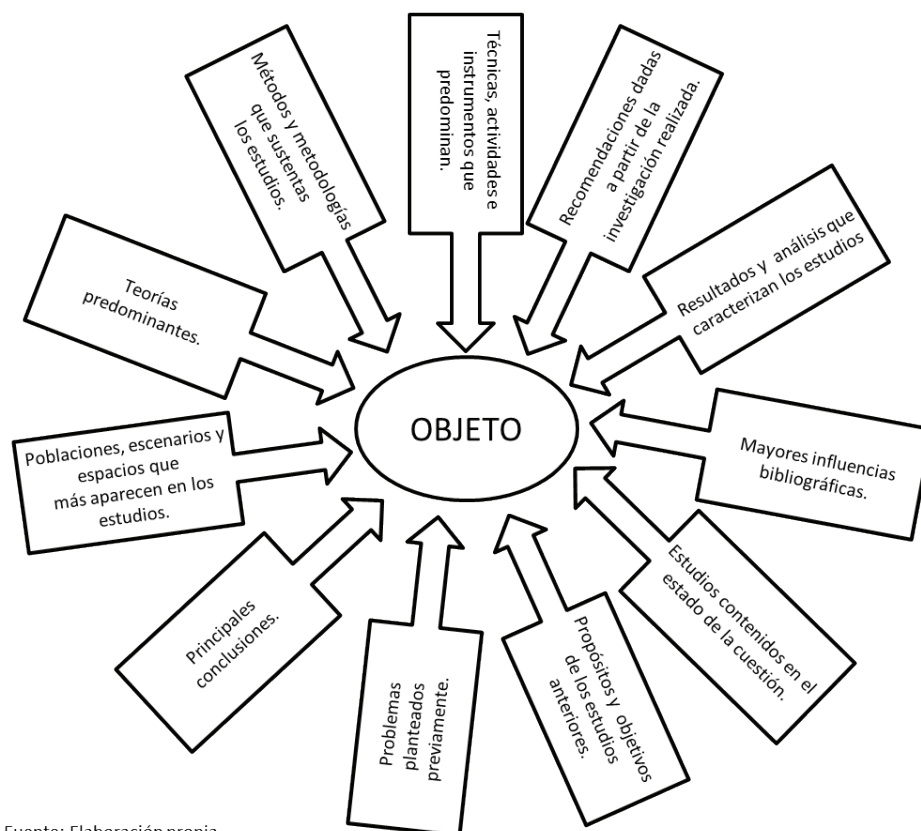 Técnicas, actividades e
instrumentos que
predominan.
Recomendaciones dadas
a partir de la
investigación realizada.
Resultados y análisis que
caracterizan los estudios
Mayores influencias
bibliográficas.
Estudios contenidos en el
estado de la cuestión.
Propósitos y objetivos
de los estudios
anteriores.
Problemas
planteados
previamente.
Principales
conclusiones.
Poblaciones, escenarios y
espacios que
más aparecen en los
estudios.
Teorías
predominantes.
Métodos y metodologías
que sustentas
los estudios.
OBJETO
Fuente: Elaboración propia